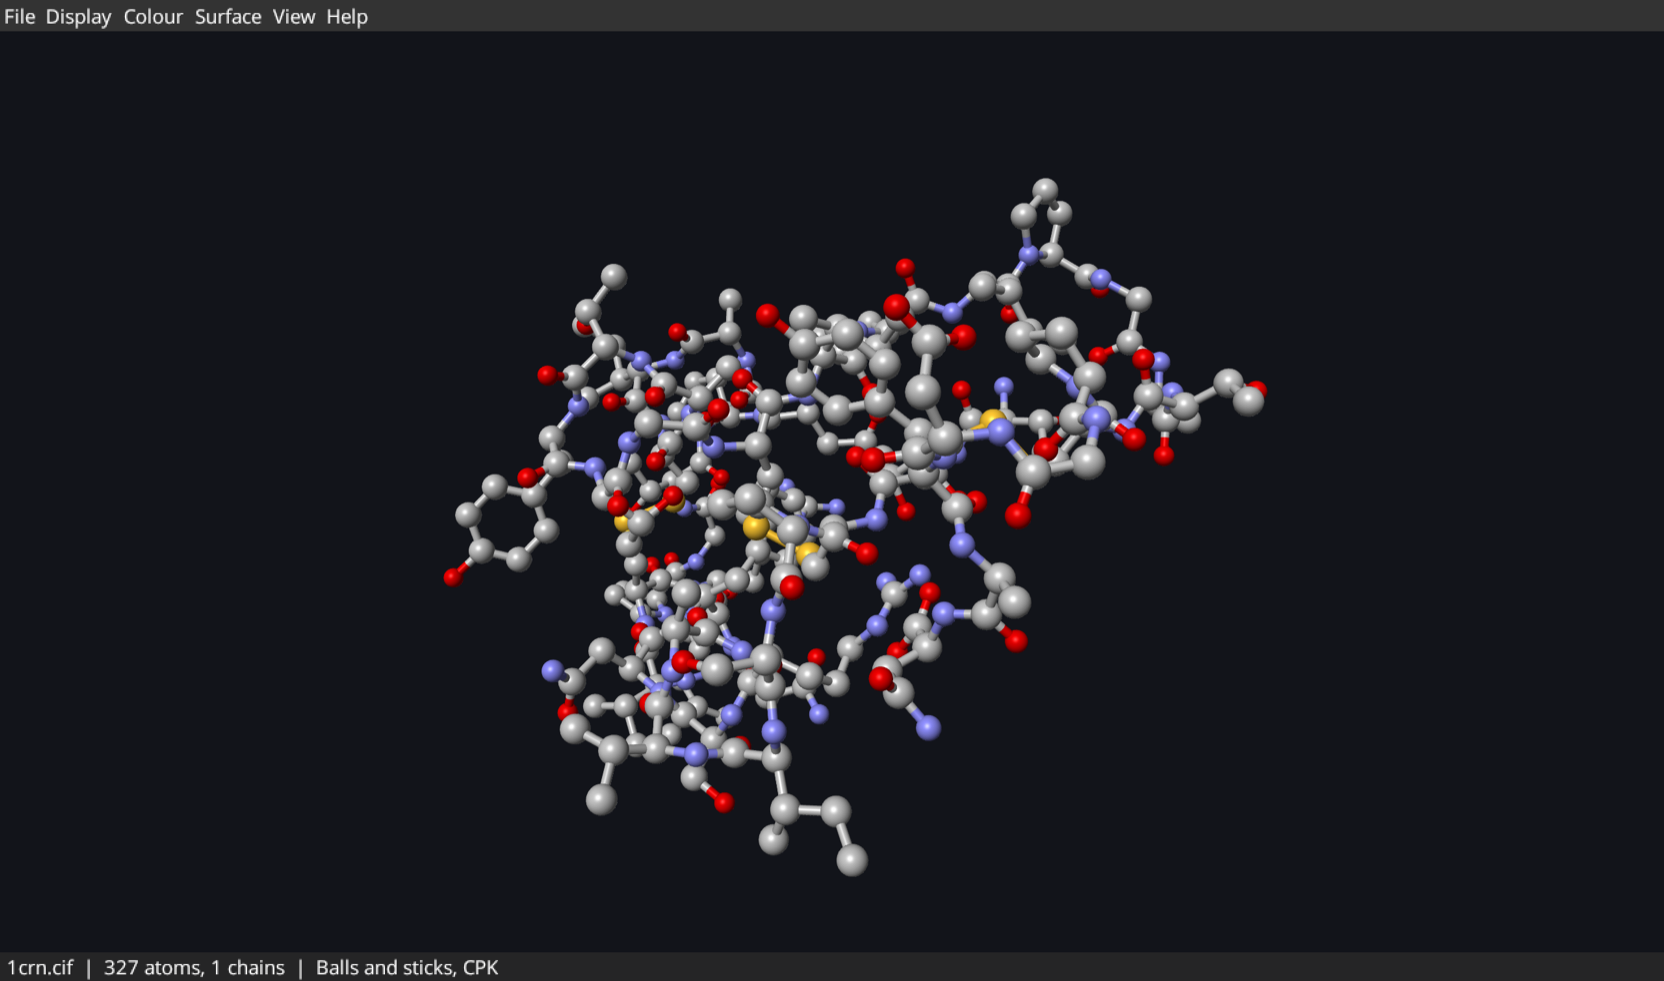 File Display Colour Surface View Help
1crn.cif | 327 atoms, 1 chains | Balls and sticks, CPK